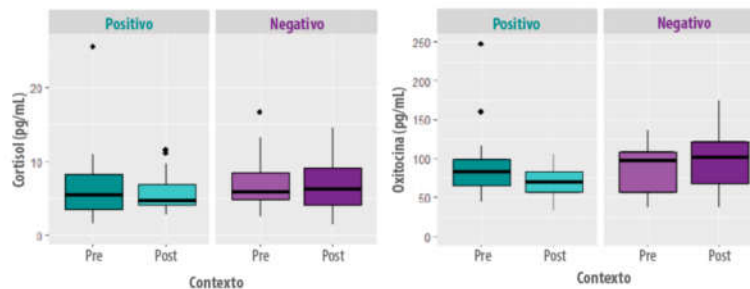 Positivo
Negativo
Cortisol (pg/mL)
20
10
0
Pre
Post
Pre
Post
Contexto
Positivo
Negativo
Oxitocina (pg/mL)
250
200
150
100
50
0
Pre
Post
Pre
Post
Contexto